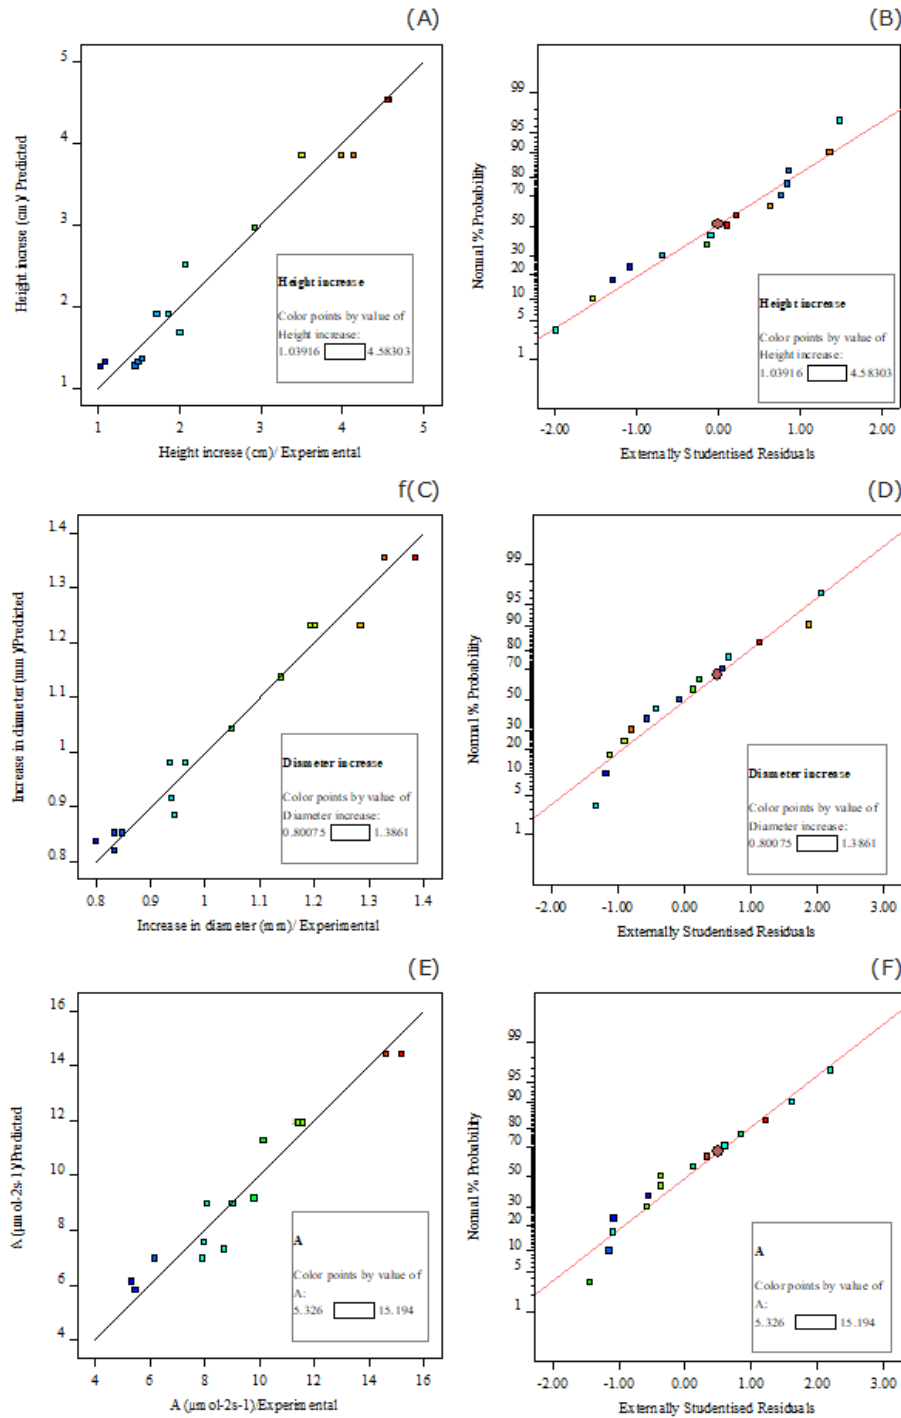 (A)
5
4
3
2
1
Height increse (cm)/ Predicted
Height increase
Color points by value of
Height increase:
1.03916 4.58303
1 2 3 4 5
Height increse (cm)/ Experimental
(B)
99
95
90
80
70
50
30
20
10
5
1
Normal % Probability
Height increase
Color points by value of
Height increase:
1.03916 4.58303
-2.00 -1.00 0.00 1.00 2.00
Externally Studentised Residuals
f(C)
1.4
1.3
1.2
1.1
1
0.9
0.8
Increase in diameter (mm)/Predicted
Diameter increase
Color points by value of
Diameter increase:
0.80075 1.3861
0.8 0.9 1 1.1 1.2 1.3 1.4
Increase in diameter (mm)/ Experimental
(D)
99
95
90
80
70
50
30
20
10
5
1
Normal % Probability
Diameter increase
Color points by value of
Diameter increase:
0.80075 1.3861
-2.00 -1.00 0.00 1.00 2.00 3.00
Externally Studentised Residuals
(E)
16
14
12
10
8
6
4
A (µmol-2s-1)/Predicted
A
Color points by value of
A:
5.326 15.194
4 6 8 10 12 14 16
A (µmol-2s-1)/Experimental
(F)
99
95
90
80
70
50
30
20
10
5
1
Normal % Probability
A
Color points by value of
A:
5.326 15.194
-2.00 -1.00 0.00 1.00 2.00 3.00
Externally Studentised Residuals